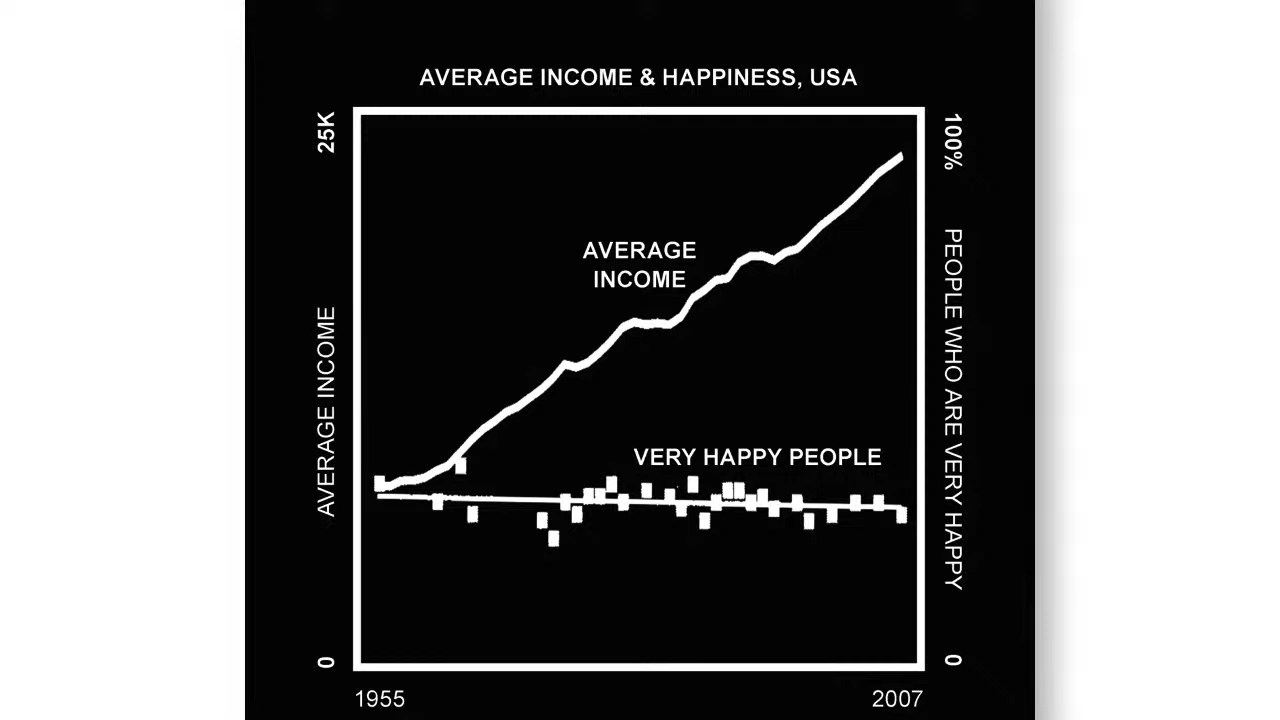 AVERAGE INCOME & HAPPINESS, USA
25K
100%
AVERAGE
INCOME
AVERAGE INCOME
PEOPLE WHO ARE VERY HAPPY
VERY HAPPY PEOPLE
0
0
1955
2007